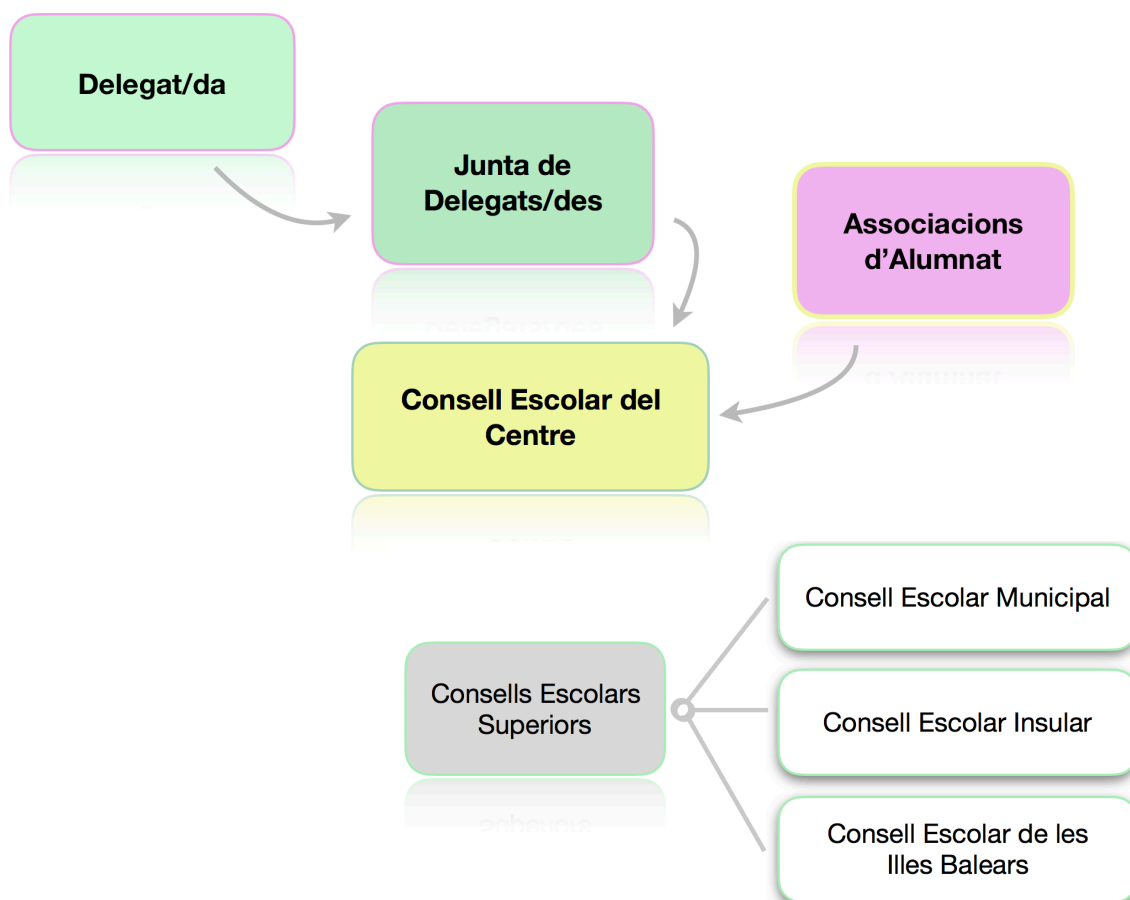 Delegat/da
Junta de
Delegats/des
Associacions
d’Alumnat
Consell Escolar del
Centre
Consells Escolars
Superiors
Consell Escolar Municipal
Consell Escolar Insular
Consell Escolar de les
Illes Balears